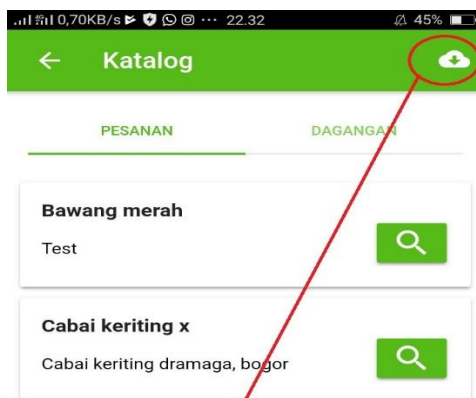 0,70KB/s ··· 22.32 45%
Katalog
PESANAN DAGANGAN
Bawang merah
Test
Cabai keriting x
Cabai keriting dramaga, bogor